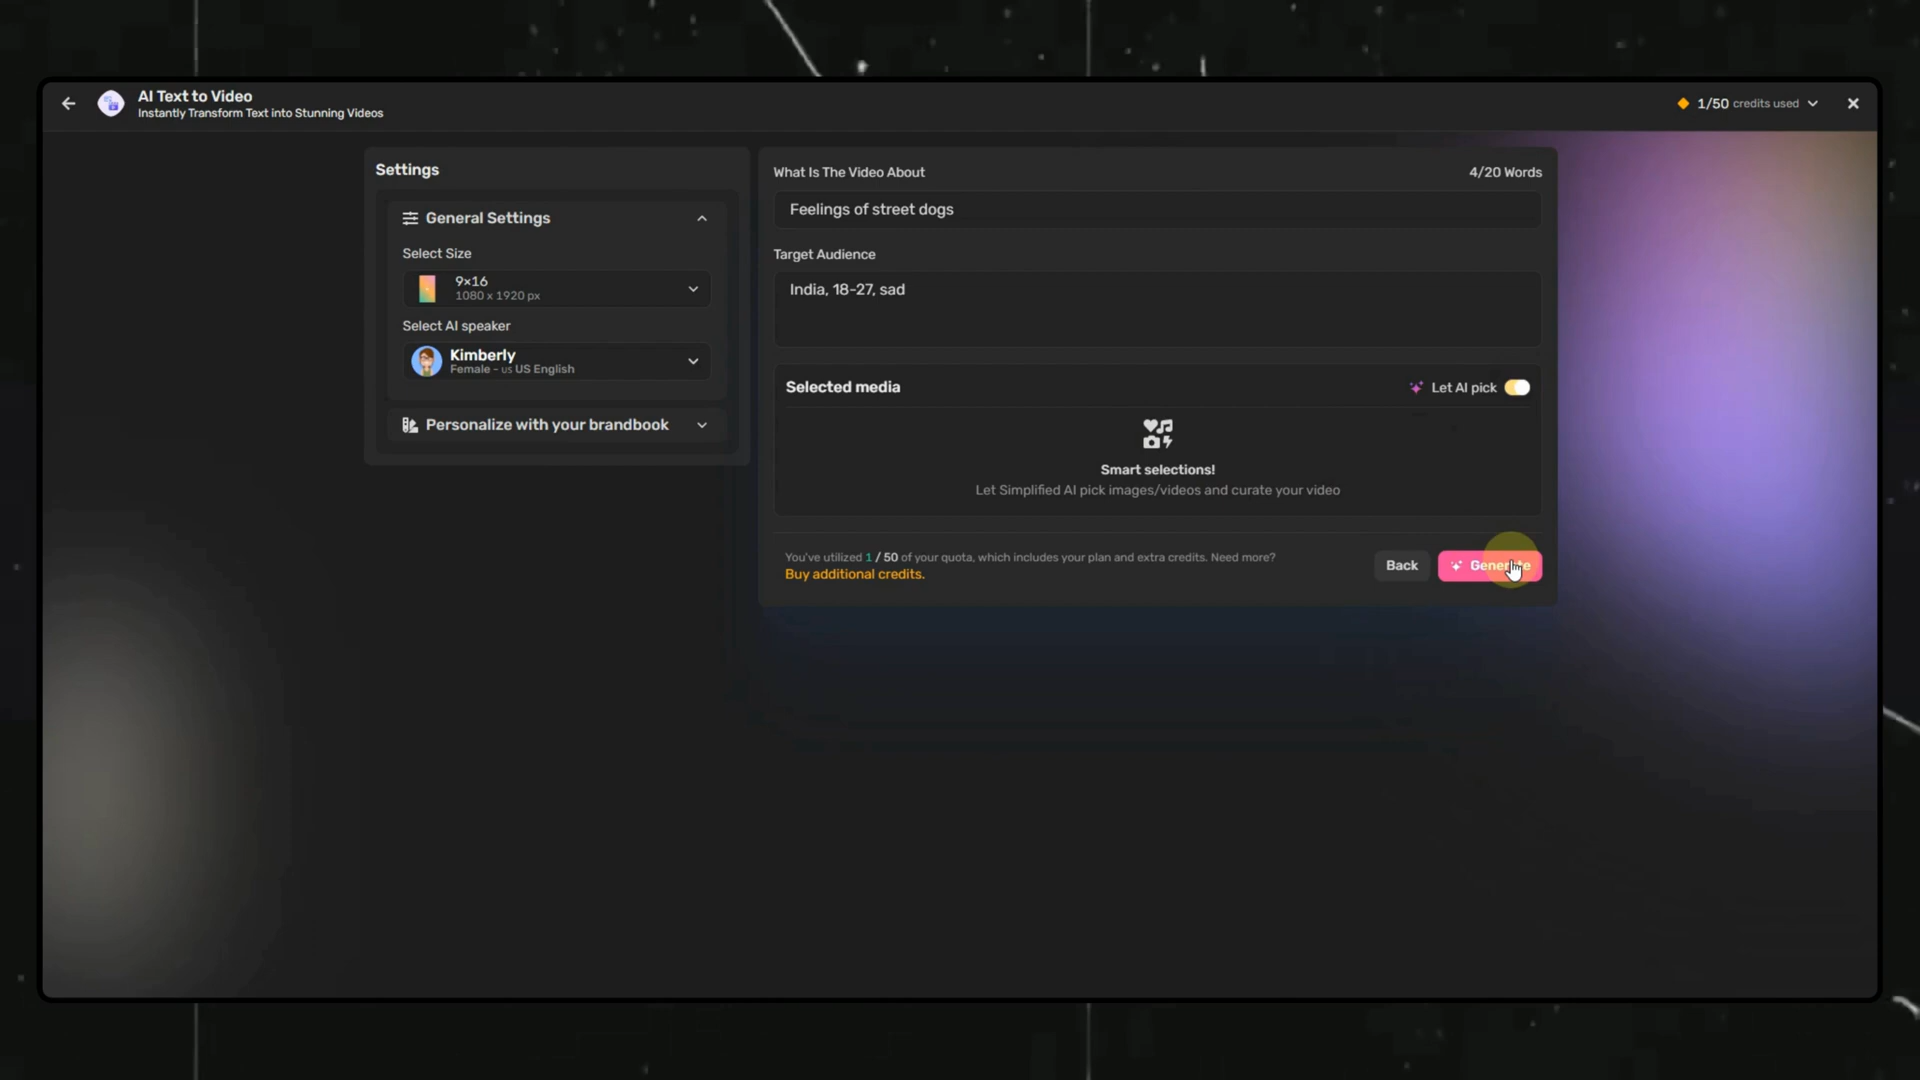 AI Text to Video
Instantly Transform Text into Stunning Videos
1/50 credits used
Settings
General Settings
Select Size
9×16
1080 x 1920 px
Select AI speaker
Kimberly
Female - us US English
Personalize with your brandbook
What Is The Video About
4/20 Words
Feelings of street dogs
Target Audience
India, 18-27, sad
Selected media
Let AI pick
Smart selections!
Let Simplified AI pick images/videos and curate your video
You've utilized 1 / 50 of your quota, which includes your plan and extra credits. Need more?
Buy additional credits.
Back
Generate